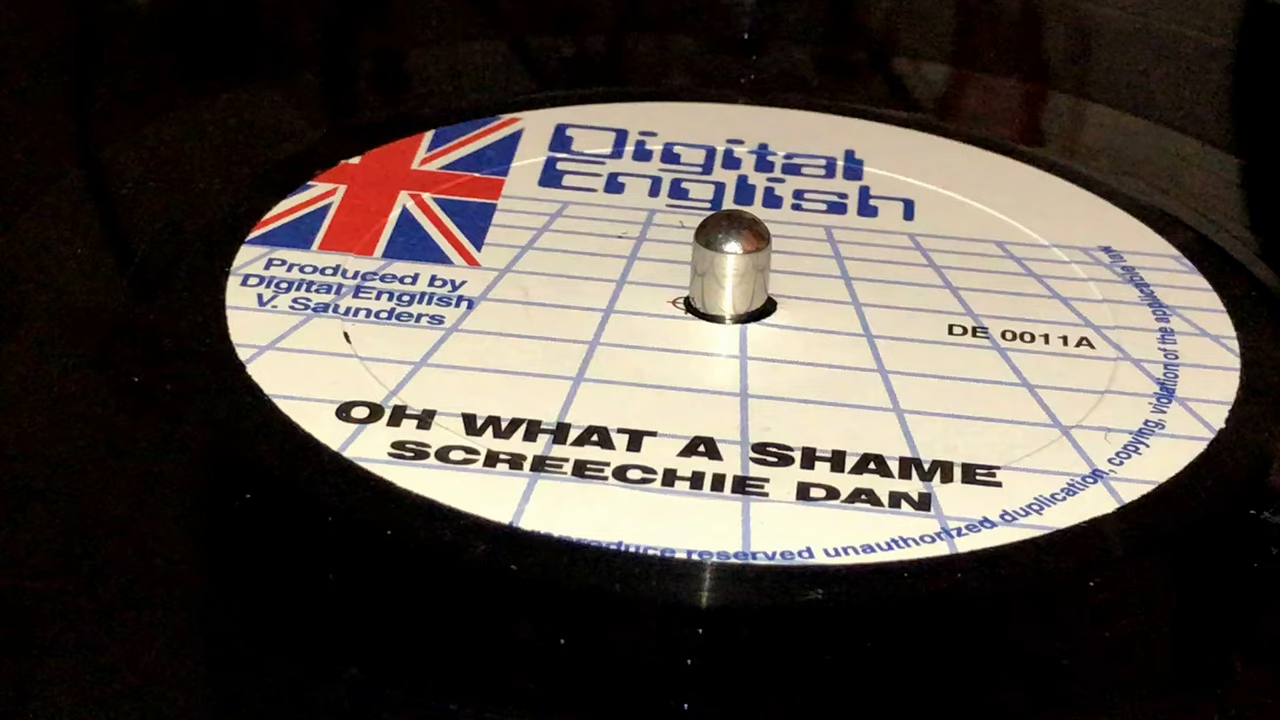 Digital
English
Produced by
Digital English
V. Saunders
DE 0011A
OH WHAT A SHAME
SCREECHIE DAN
reproduce reserved unauthorized duplication, copying, violation of the applicable law